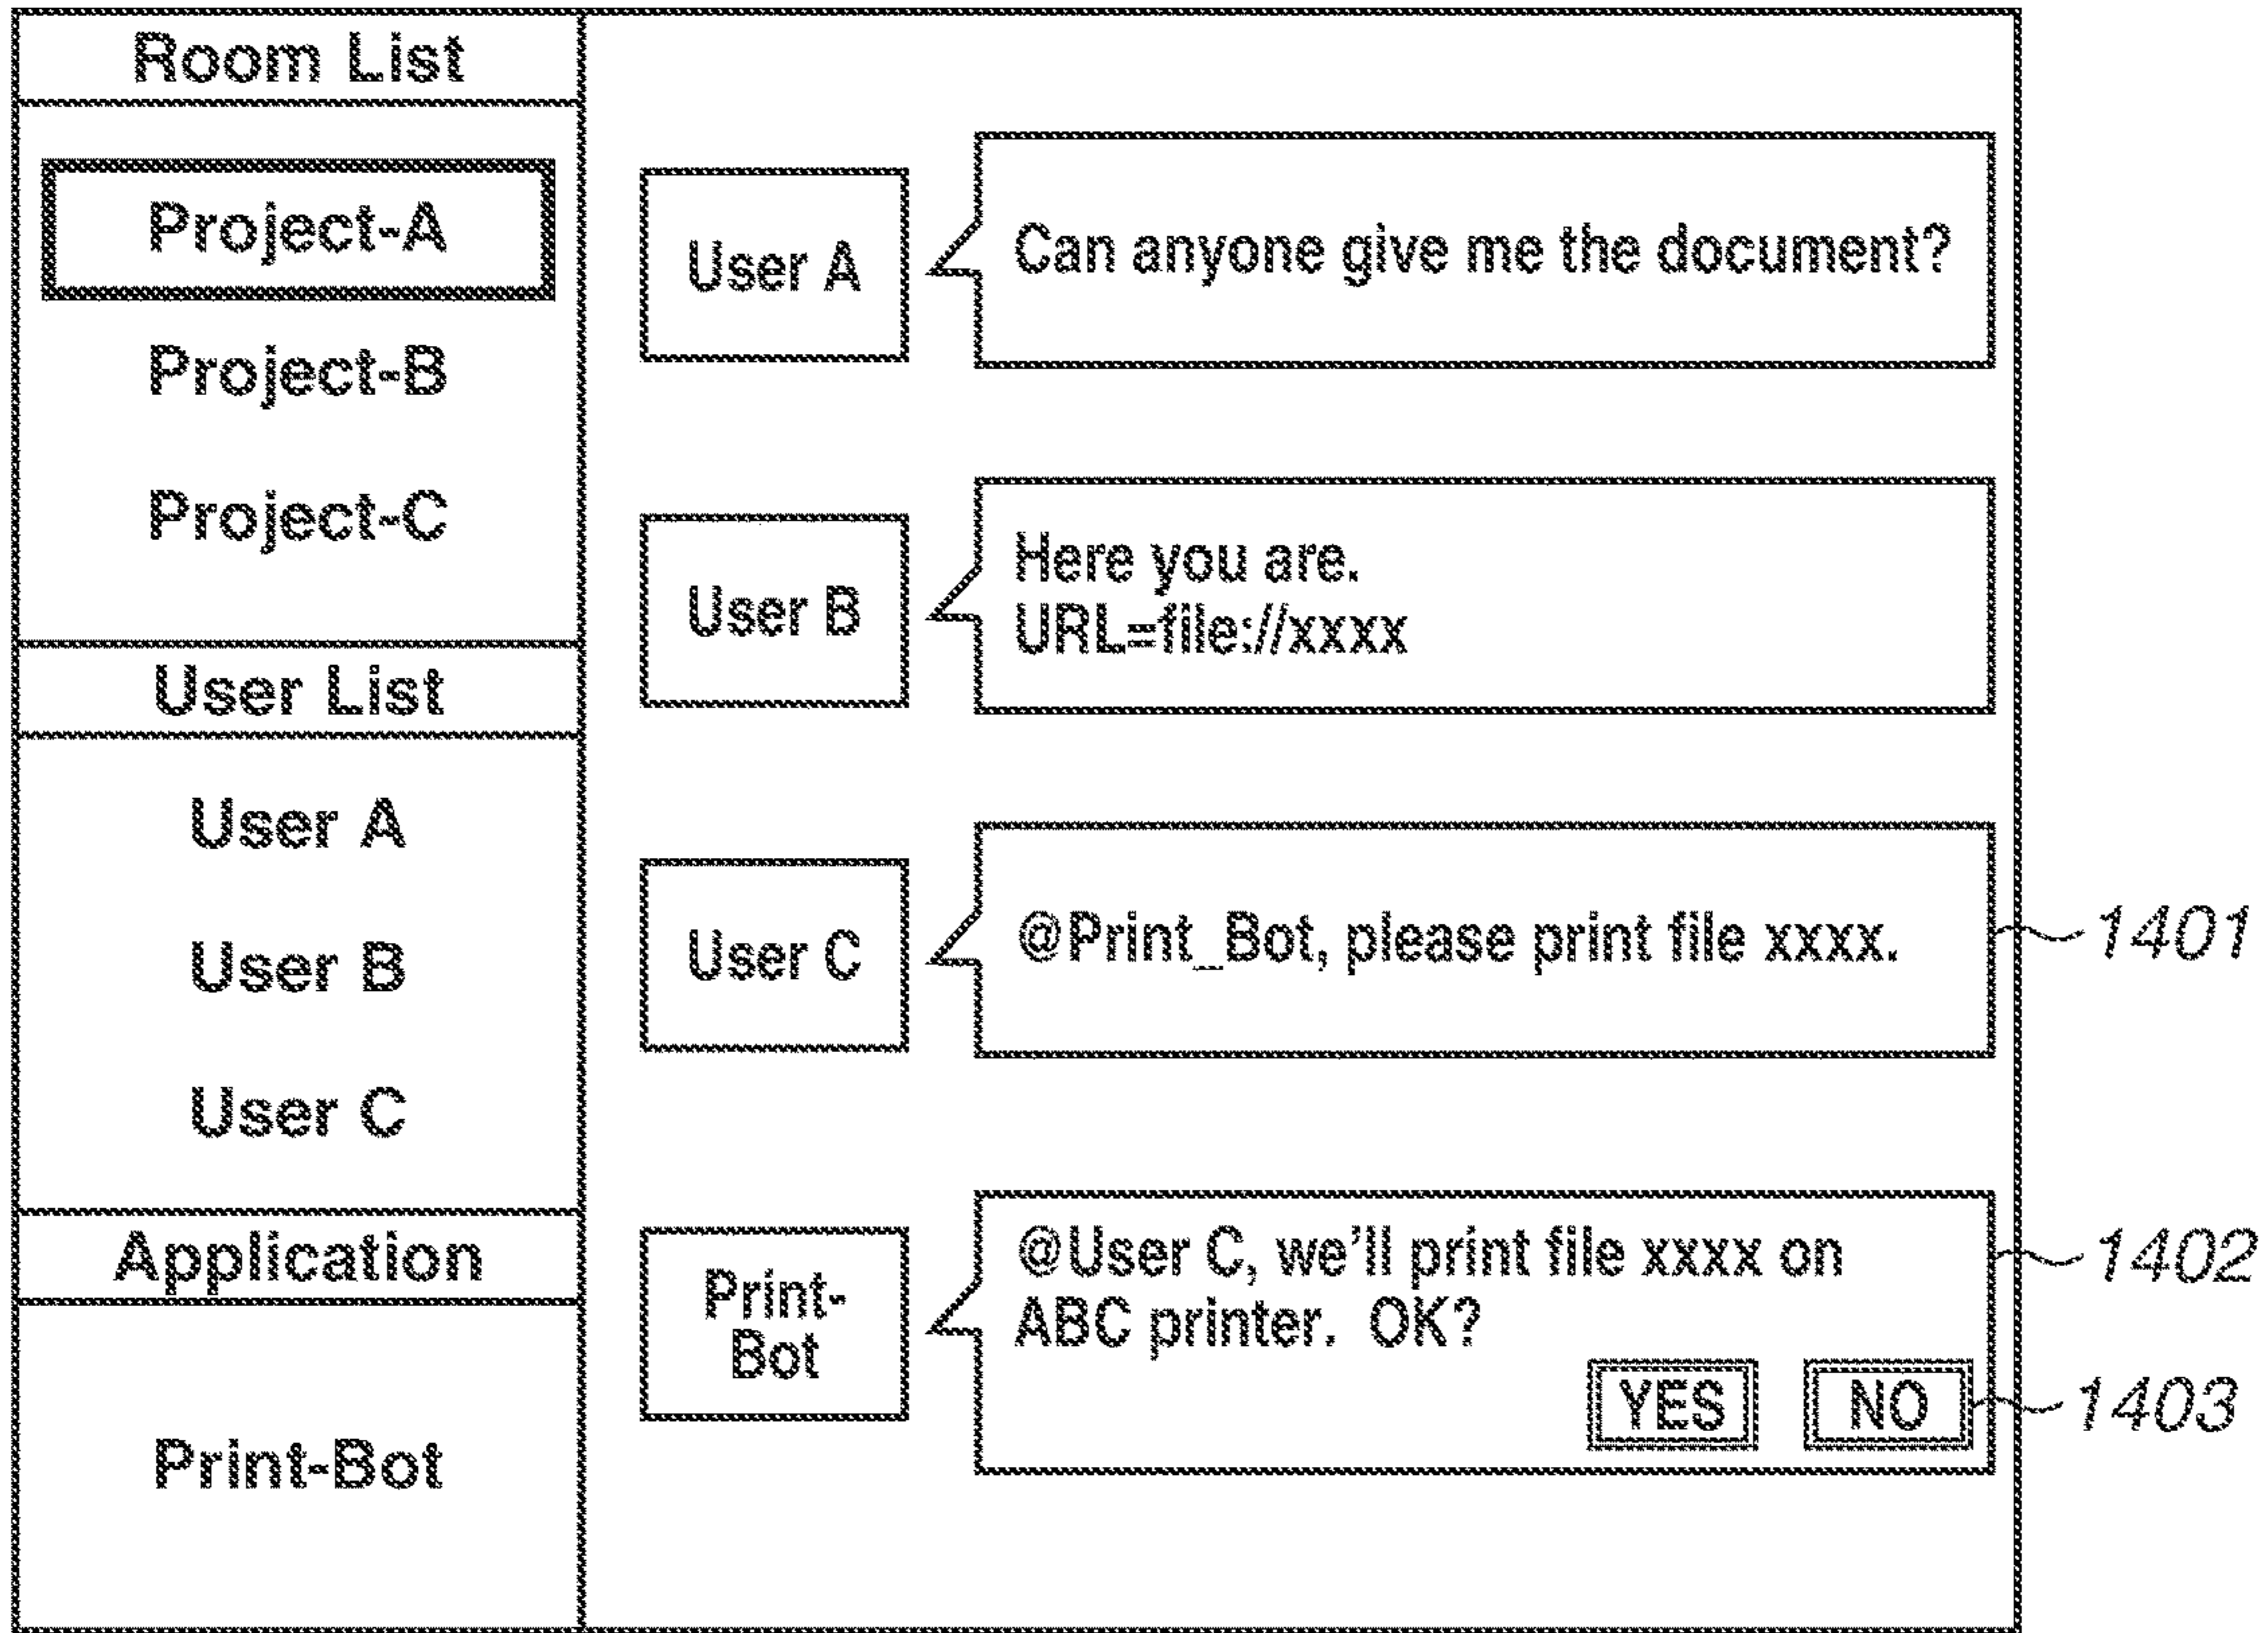 Room List
Project-A
Project-B
Project-C
User List
User A
User B
User C
Application
Print-Bot
User A
Can anyone give me the document?
User B
Here you are.
URL=file://xxxx
User C
@Print_Bot, please print file xxxx.
1401
Print-
Bot
@User C, we'll print file xxxx on
ABC printer. OK?
YES NO
1402
1403